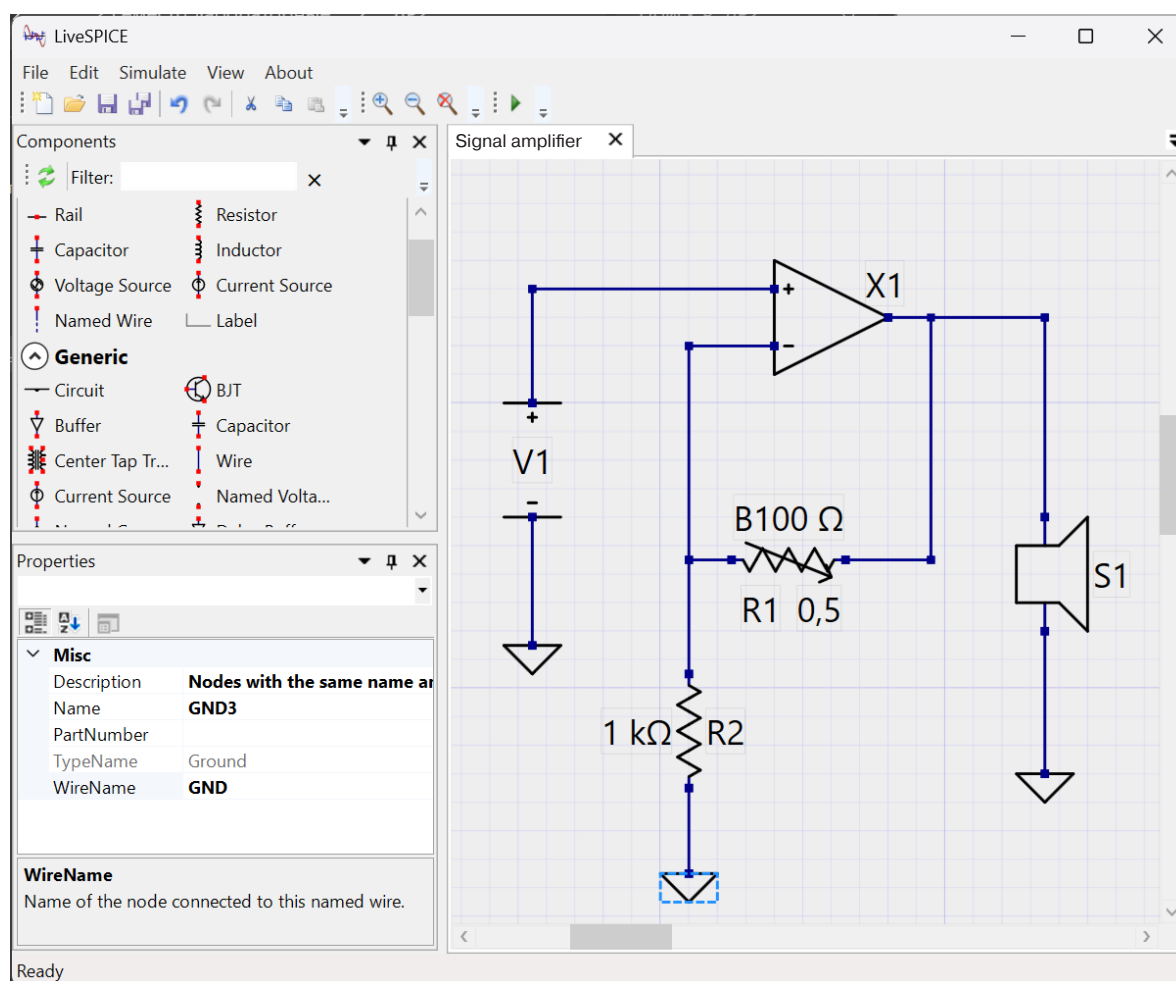 LiveSPICE
File Edit Simulate View About
Components
Filter:
Rail Resistor
Capacitor Inductor
Voltage Source Current Source
Named Wire Label
Generic
Circuit BJT
Buffer Capacitor
Center Tap Tr... Wire
Current Source Named Volta...
Properties
Misc
Description Nodes with the same name ar
Name GND3
PartNumber
TypeName Ground
WireName GND
WireName
Name of the node connected to this named wire.
Ready
Signal amplifier
X1
+
-
+
V1
-
B100 Ω
R1 0,5
S1
1 kΩ R2